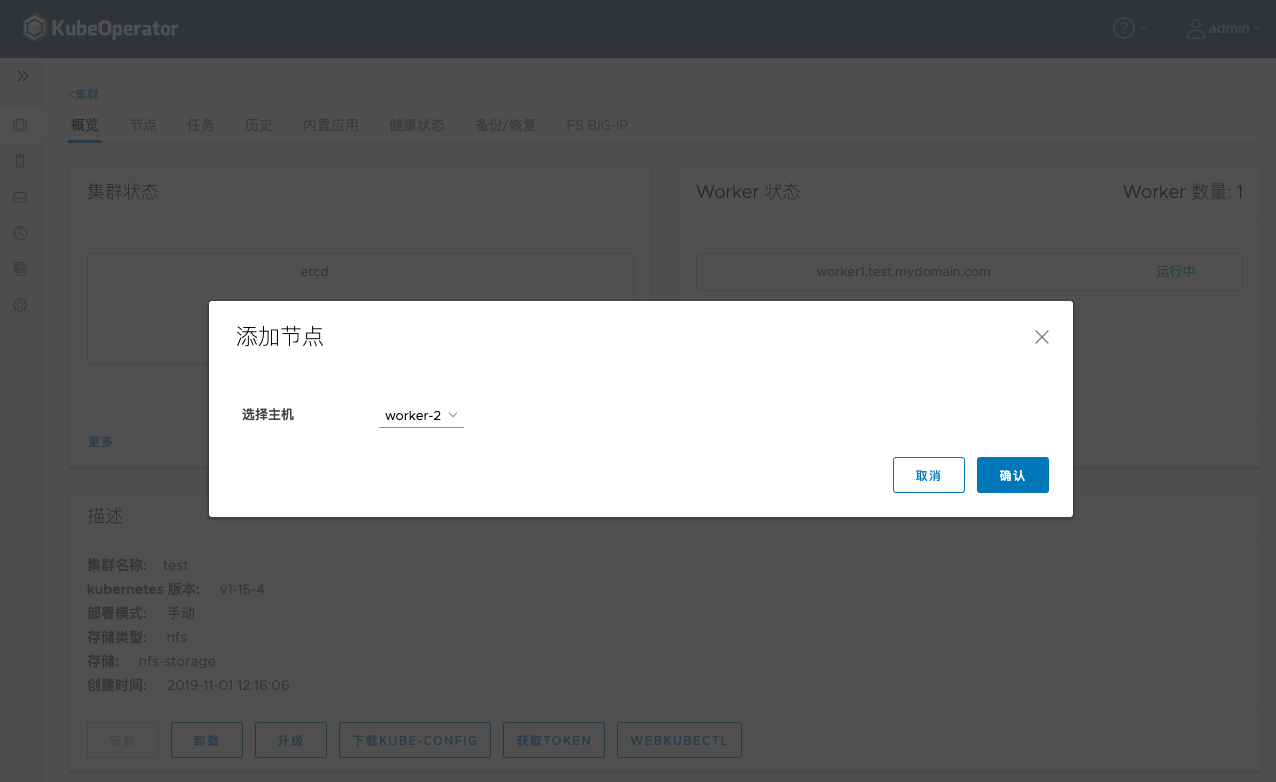 KubeOperator
? admin
<集群
概览 节点 任务 历史 内置应用 健康状态 备份/恢复 F5 BIG-IP
集群状态
Worker 状态 Worker 数量: 1
etcd
worker1.test.mydomain.com 运行中
添加节点
选择主机 worker-2
取消 确认
更多
描述
集群名称: test
kubernetes 版本: v1-15-4
部署模式: 手动
存储类型: nfs
存储: nfs-storage
创建时间: 2019-11-01 12:16:06
安装 卸载 升级 下载KUBE-CONFIG 获取TOKEN WEBKUBECTL